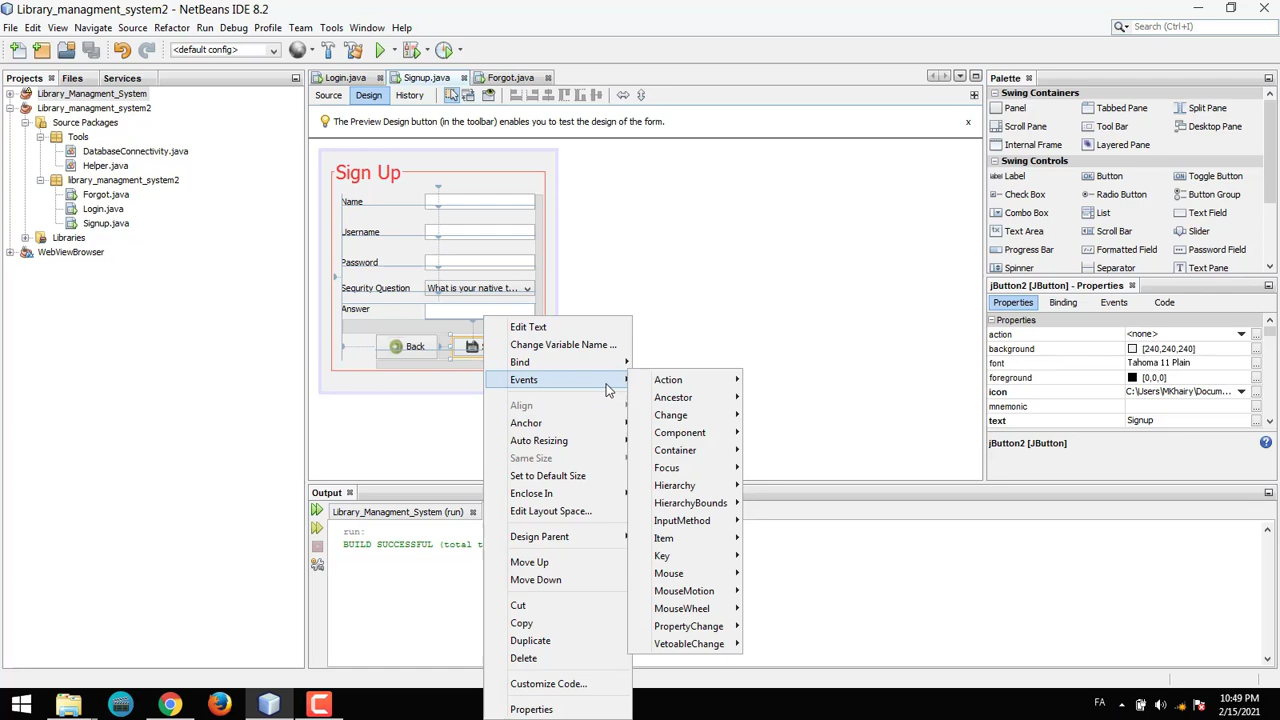 Library_managment_system2 - NetBeans IDE 8.2
File Edit View Navigate Source Refactor Run Debug Profile Team Tools Window Help
Search (Ctrl+I)
<default config>
Projects Files Services
Login.java Signup.java Forgot.java
Palette
Library_Managment_System
Library_managment_system2
Source Packages
Tools
DatabaseConnectivity.java
Helper.java
library_managment_system2
Forgot.java
Login.java
Signup.java
Libraries
WebViewBrowser
Source Design History
The Preview Design button (in the toolbar) enables you to test the design of the form.
x
Sign Up
Name
Username
Password
Sequrity Question What is your native t...
Answer
Back
Edit Text
Change Variable Name ...
Bind
Events
Align
Anchor
Auto Resizing
Same Size
Set to Default Size
Enclose In
Edit Layout Space...
Design Parent
Move Up
Move Down
Cut
Copy
Duplicate
Delete
Customize Code...
Properties
Action
Ancestor
Change
Component
Container
Focus
Hierarchy
HierarchyBounds
InputMethod
Item
Key
Mouse
MouseMotion
MouseWheel
PropertyChange
VetoableChange
Swing Containers
Panel Tabbed Pane Split Pane
Scroll Pane Tool Bar Desktop Pane
Internal Frame Layered Pane
Swing Controls
label Label Button Toggle Button
Check Box Radio Button Button Group
Combo Box List Text Field
Text Area Scroll Bar Slider
Progress Bar Formatted Field Password Field
Spinner Separator Text Pane
jButton2 [JButton] - Properties
Properties Binding Events Code
Properties
action <none>
background [240,240,240]
font Tahoma 11 Plain
foreground [0,0,0]
icon C:\Users\MKhairy\Docum...
mnemonic
text Signup
jButton2 [JButton]
Output
Library_Managment_System (run)
run:
BUILD SUCCESSFUL (total t
FA
10:49 PM
2/15/2021